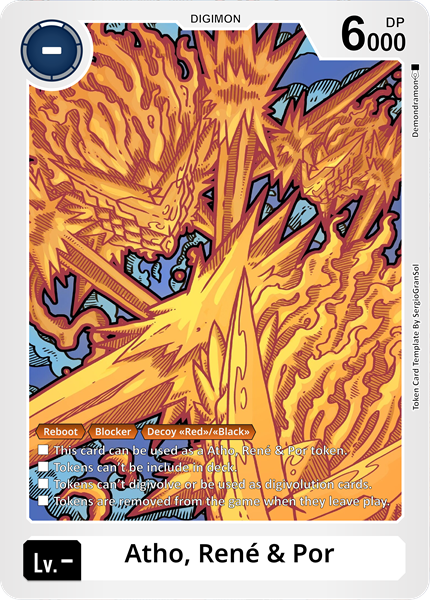 DIGIMON
DP
6000
-
Demondramon©
Token Card Template By SergioGranSol
Reboot Blocker Decoy «Red»/«Black»
This card can be used as a Atho, René & Por token.
Tokens can't be include in deck.
Tokens can't digivolve or be used as digivolution cards.
Tokens are removed from the game when they leave play.
Lv.-
Atho, René & Por